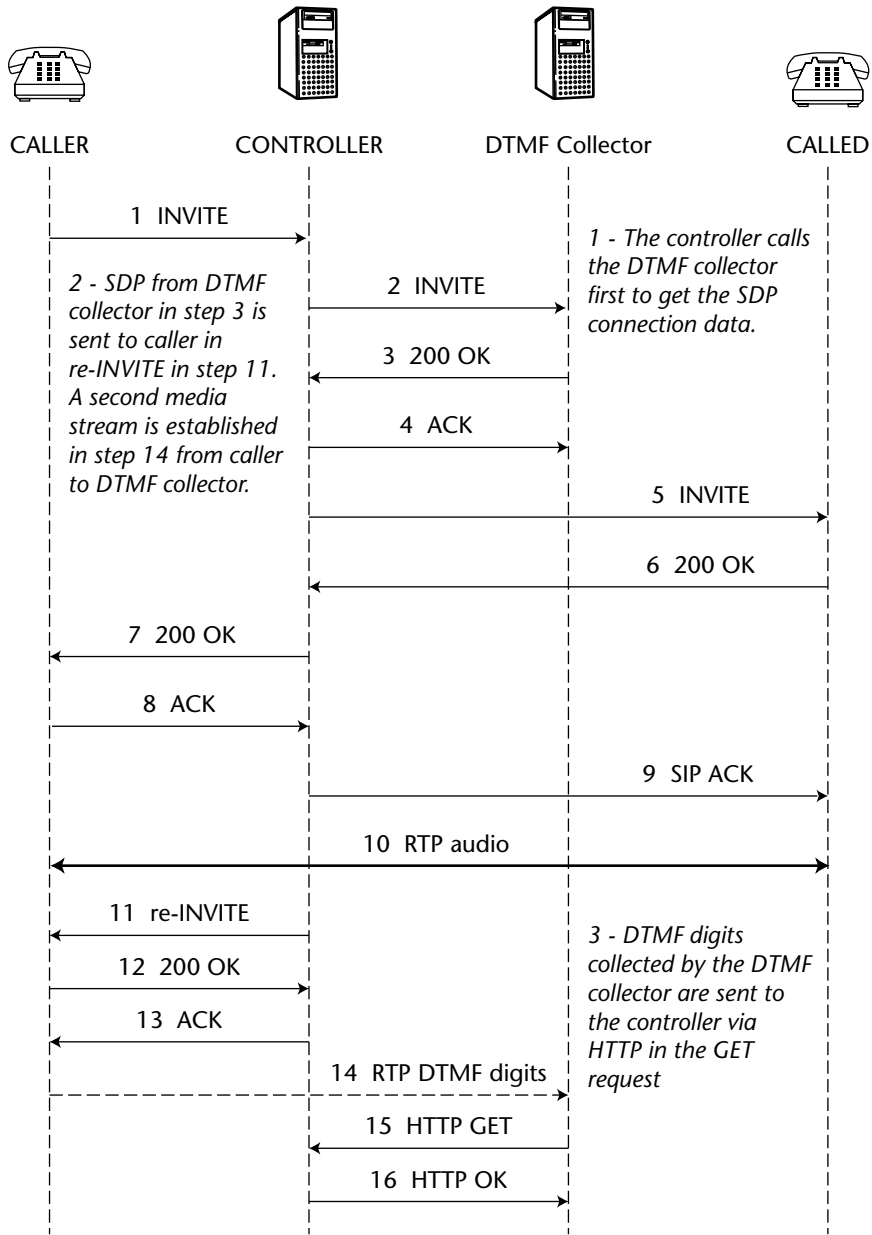 CALLER
CONTROLLER
DTMF Collector
CALLED
1 INVITE
1 - The controller calls
the DTMF collector
first to get the SDP
connection data.
2 - SDP from DTMF
collector in step 3 is
sent to caller in
re-INVITE in step 11.
A second media
stream is established
in step 14 from caller
to DTMF collector.
2 INVITE
3 200 OK
4 ACK
5 INVITE
6 200 OK
7 200 OK
8 ACK
9 SIP ACK
10 RTP audio
11 re-INVITE
12 200 OK
13 ACK
3 - DTMF digits
collected by the DTMF
collector are sent to
the controller via
HTTP in the GET
request
14 RTP DTMF digits
15 HTTP GET
16 HTTP OK